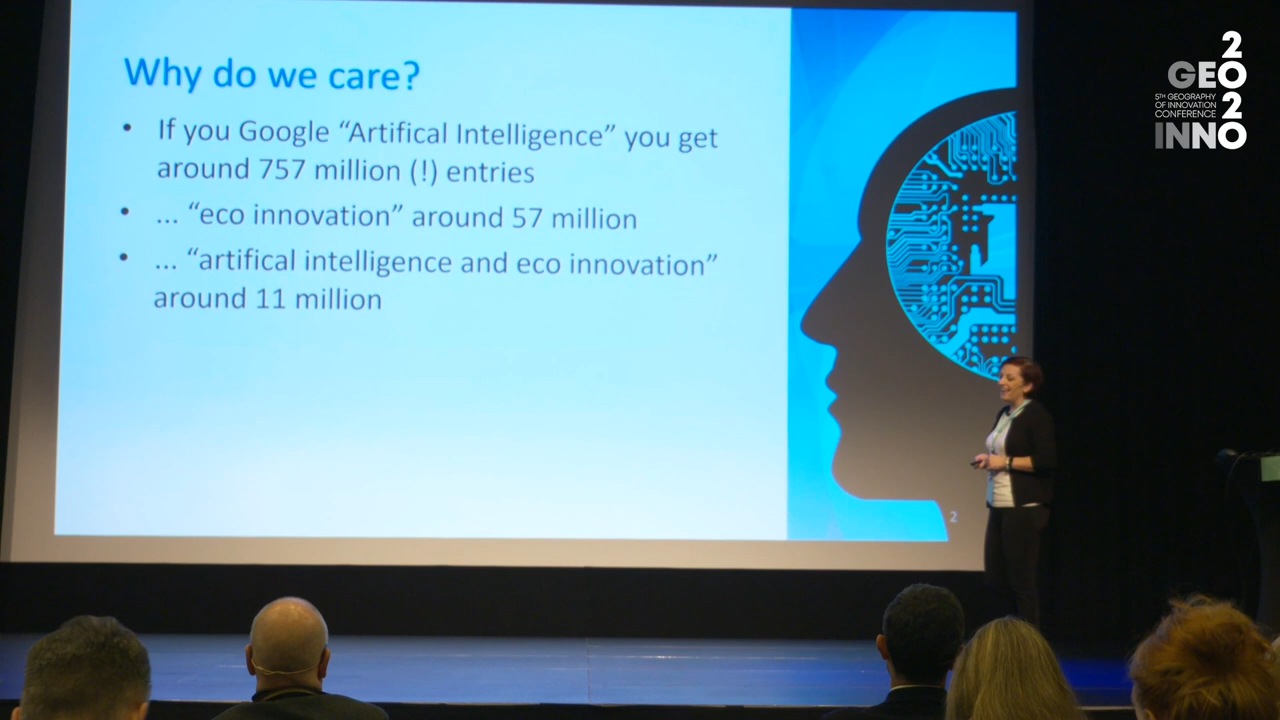 Why do we care?
• If you Google “Artifical Intelligence” you get
around 757 million (!) entries
• ... “eco innovation” around 57 million
• ... “artifical intelligence and eco innovation”
around 11 million
2
2
GEO
5TH GEOGRAPHY
OF INNOVATION
CONFERENCE
2
INNO